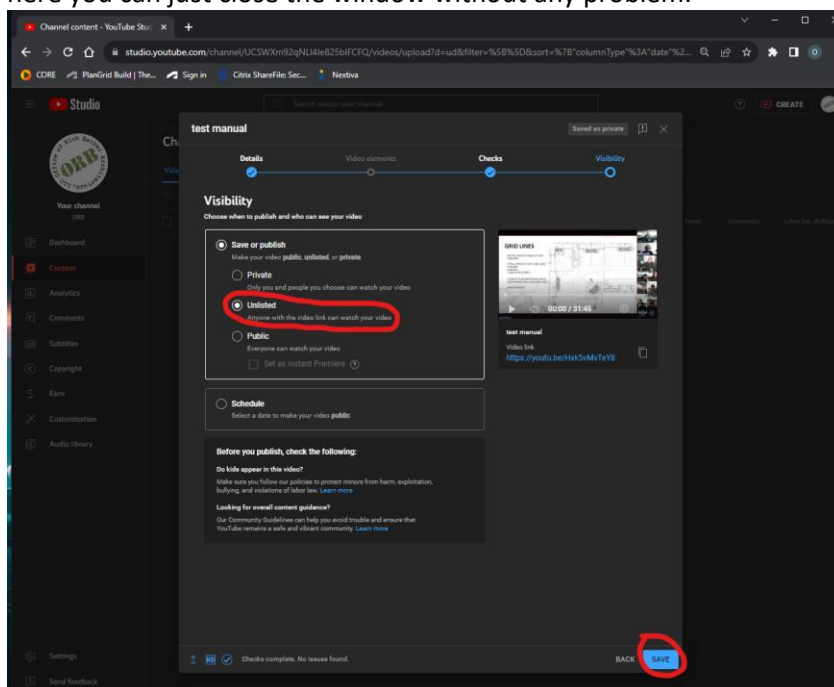 here you can just close the window without any problem.
Channel content - YouTube Stu
studio.youtube.com/channel/UCSWXm92qNLI4le825bIFCFQ/videos/upload?d=ud&filter=%5B%5D&sort=%7B"columnType"%3A"date"%2...
CORE PlanGrid Build | The... Sign in Citrix ShareFile: Sec... Nextiva
Studio
Search across your channel
CREATE
test manual
Saved as private
Details Video elements Checks Visibility
ORB
Your channel
ORB
Dashboard
Content
Analytics
Comments
Subtitles
Copyright
Earn
Customization
Audio library
Settings
Send feedback
Visibility
Choose when to publish and who can see your video
Save or publish
Make your video public, unlisted, or private
Private
Only you and people you choose can watch your video
Unlisted
Anyone with the video link can watch your video
Public
Everyone can watch your video
Set as instant Premiere
Schedule
Select a date to make your video public
Before you publish, check the following:
Do kids appear in this video?
Make sure you follow our policies to protect minors from harm, exploitation,
bullying, and violations of labor law. Learn more
Looking for overall content guidance?
Our Community Guidelines can help you avoid trouble and ensure that
YouTube remains a safe and vibrant community. Learn more
GRID LINES
00:00 / 31:45
test manual
Video link
https://youtu.be/Hxk5vMvTeY8
Views Comments
Checks complete. No issues found.
BACK SAVE